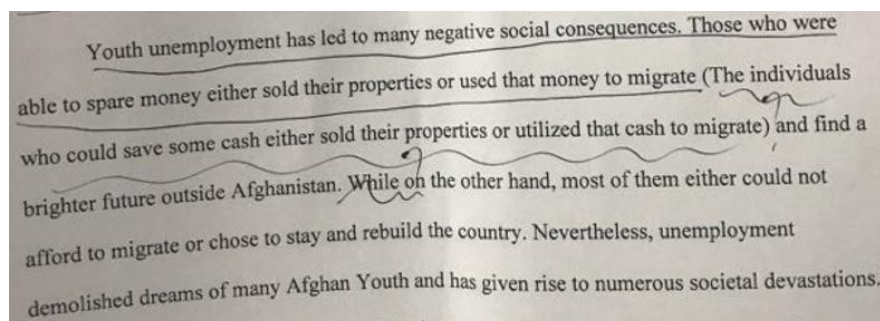 Youth unemployment has led to many negative social consequences. Those who were
able to spare money either sold their properties or used that money to migrate (The individuals
who could save some cash either sold their properties or utilized that cash to migrate) and find a
brighter future outside Afghanistan. While on the other hand, most of them either could not
afford to migrate or chose to stay and rebuild the country. Nevertheless, unemployment
demolished dreams of many Afghan Youth and has given rise to numerous societal devastations.